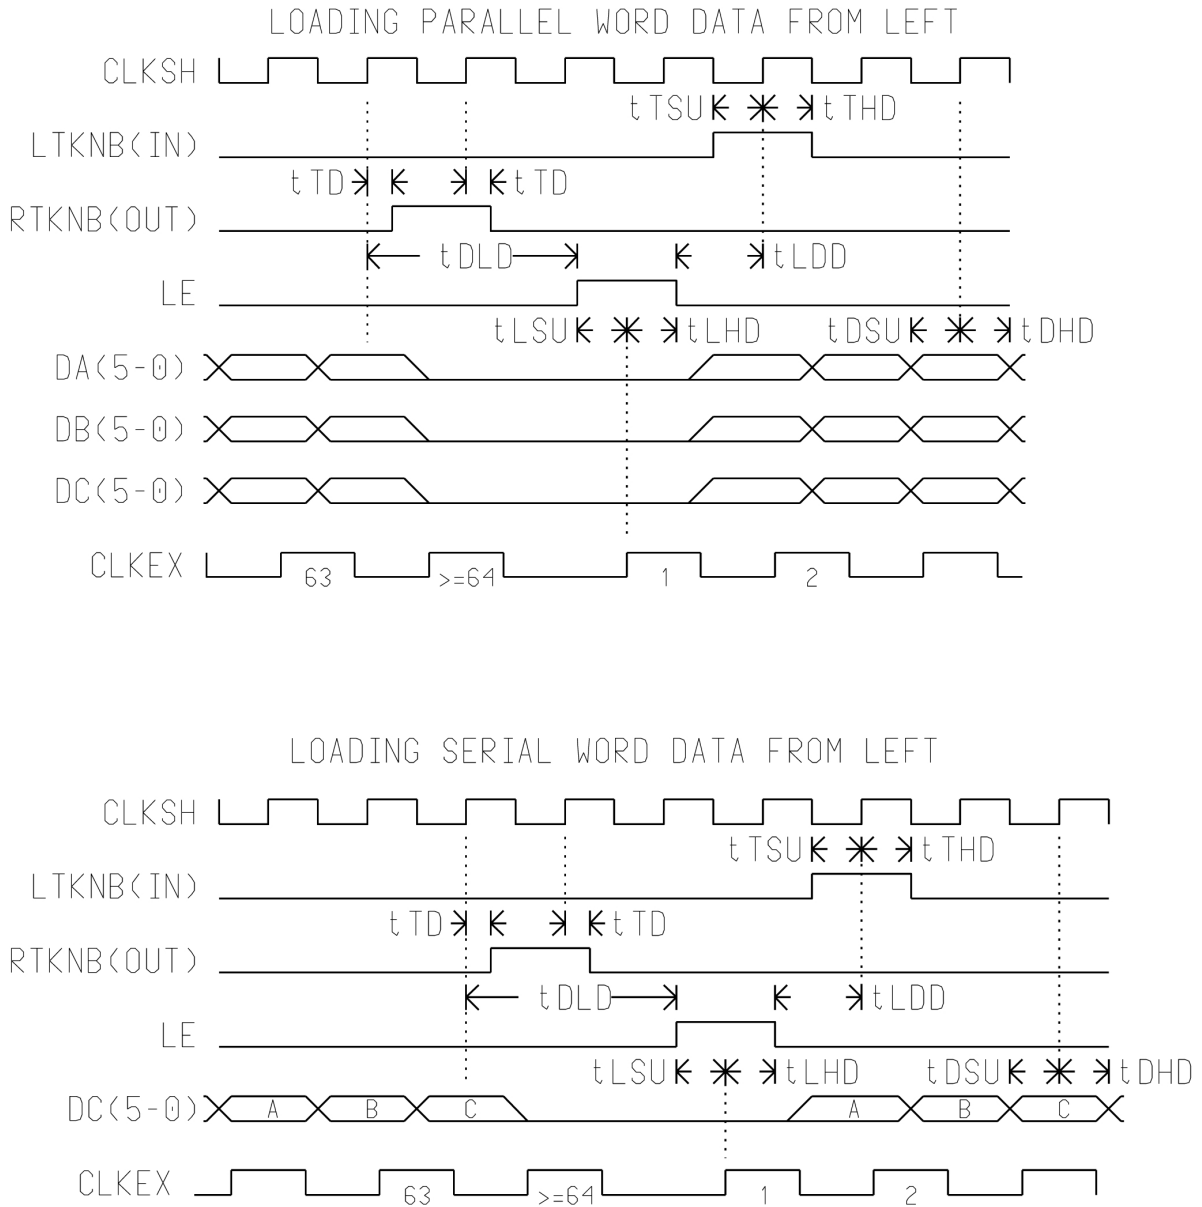 LOADING PARALLEL WORD DATA FROM LEFT
CLKSH
tTSU tTHD
LTKNB(IN)
tTD tTD
RTKNB(OUT)
tDLD tLDD
LE
tLSU tLHD tDSU tDHD
DA(5-0)
DB(5-0)
DC(5-0)
CLKEX
63 >=64 1 2
LOADING SERIAL WORD DATA FROM LEFT
CLKSH
tTSU tTHD
LTKNB(IN)
tTD tTD
RTKNB(OUT)
tDLD tLDD
LE
tLSU tLHD tDSU tDHD
DC(5-0) A B C A B C
CLKEX
63 >=64 1 2